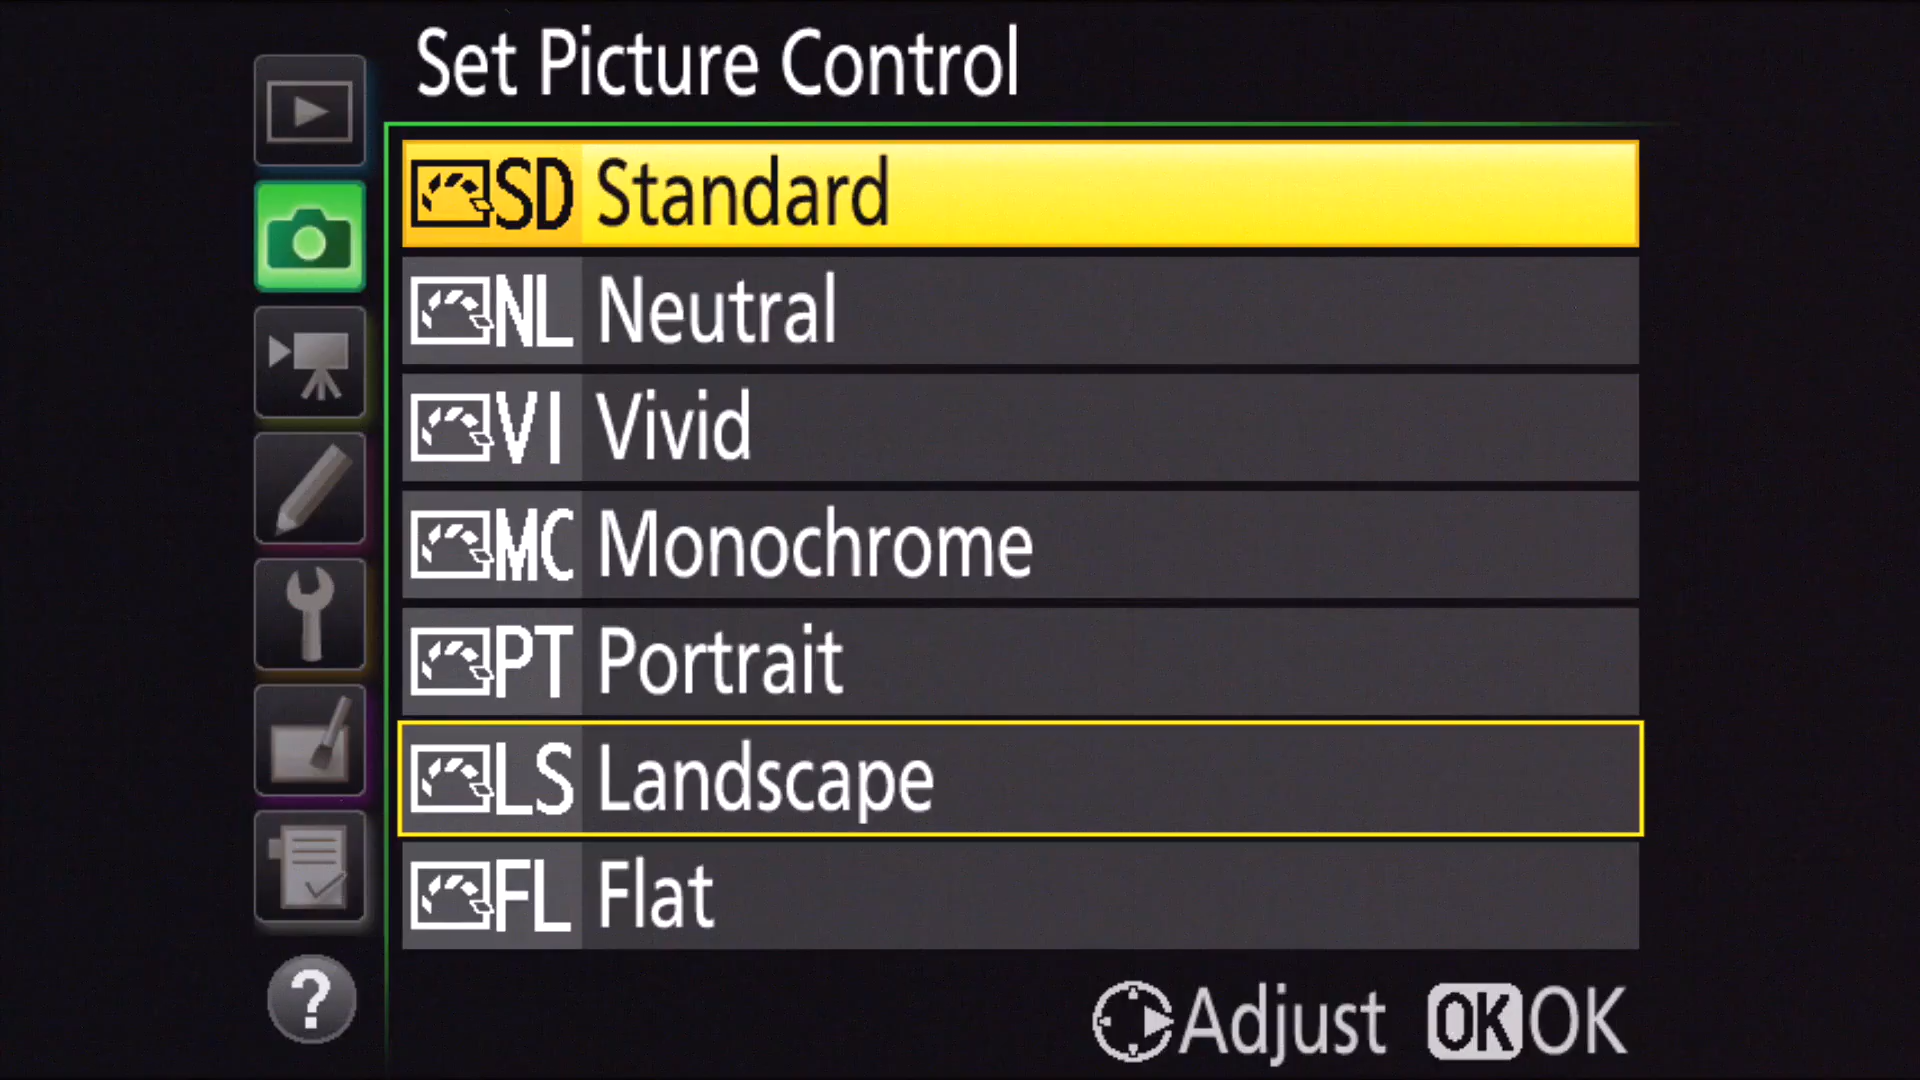 Set Picture Control
SD Standard
NL Neutral
VI Vivid
MC Monochrome
PT Portrait
LS Landscape
FL Flat
? Adjust OK OK